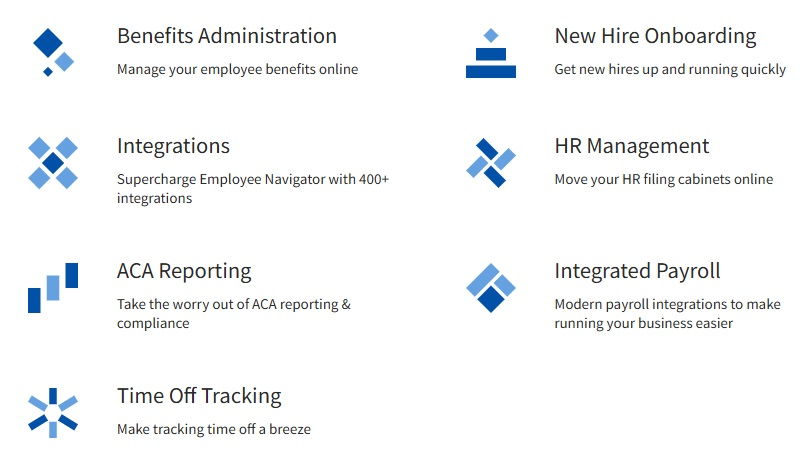 Benefits Administration
Manage your employee benefits online
New Hire Onboarding
Get new hires up and running quickly
Integrations
Supercharge Employee Navigator with 400+
integrations
HR Management
Move your HR filing cabinets online
ACA Reporting
Take the worry out of ACA reporting &
compliance
Integrated Payroll
Modern payroll integrations to make
running your business easier
Time Off Tracking
Make tracking time off a breeze